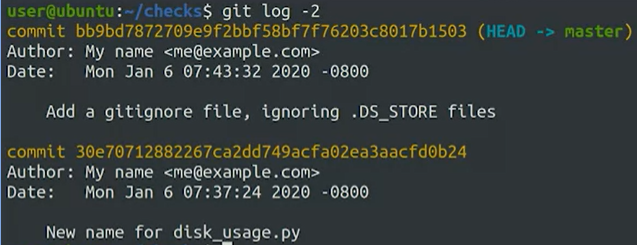 user@ubuntu:~/checks$ git log -2
commit bb9bd7872709e9f2bbf58bf7f76203c8017b1503 (HEAD -> master)
Author: My name <me@example.com>
Date:   Mon Jan 6 07:43:32 2020 -0800
    Add a gitignore file, ignoring .DS_STORE files
commit 30e70712882267ca2dd749acfa02ea3aacfd0b24
Author: My name <me@example.com>
Date:   Mon Jan 6 07:37:24 2020 -0800
    New name for disk_usage.py